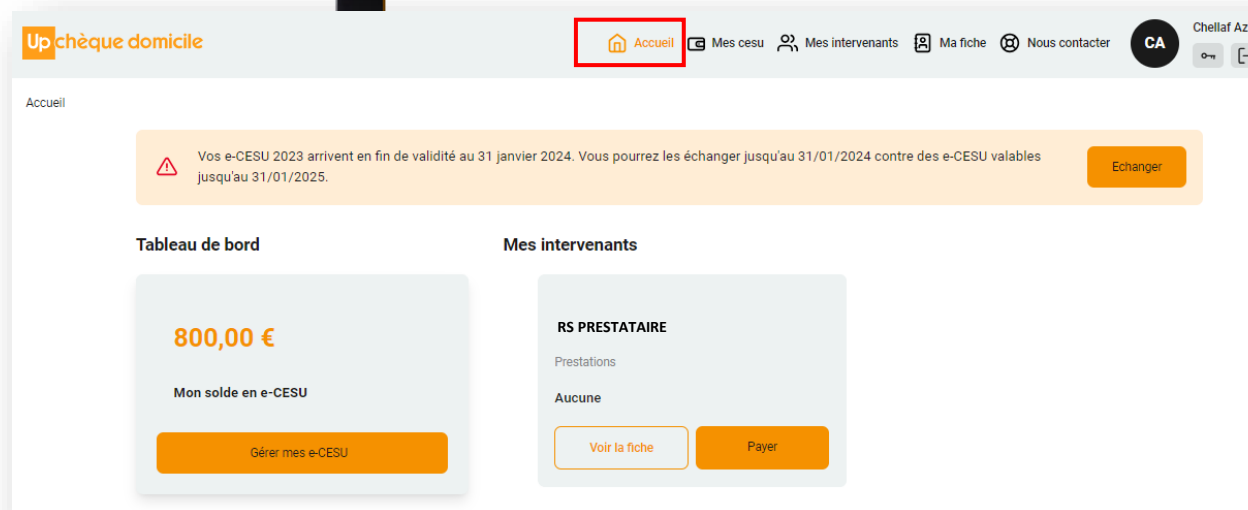 Up chèque domicile
Accueil Mes cesu Mes intervenants Ma fiche Nous contacter CA Chellaf Az
Accueil
Vos e-CESU 2023 arrivent en fin de validité au 31 janvier 2024. Vous pourrez les échanger jusqu'au 31/01/2024 contre des e-CESU valables
jusqu'au 31/01/2025.
Echanger
Tableau de bord
800,00 €
Mon solde en e-CESU
Gérer mes e-CESU
Mes intervenants
RS PRESTATAIRE
Prestations
Aucune
Voir la fiche Payer